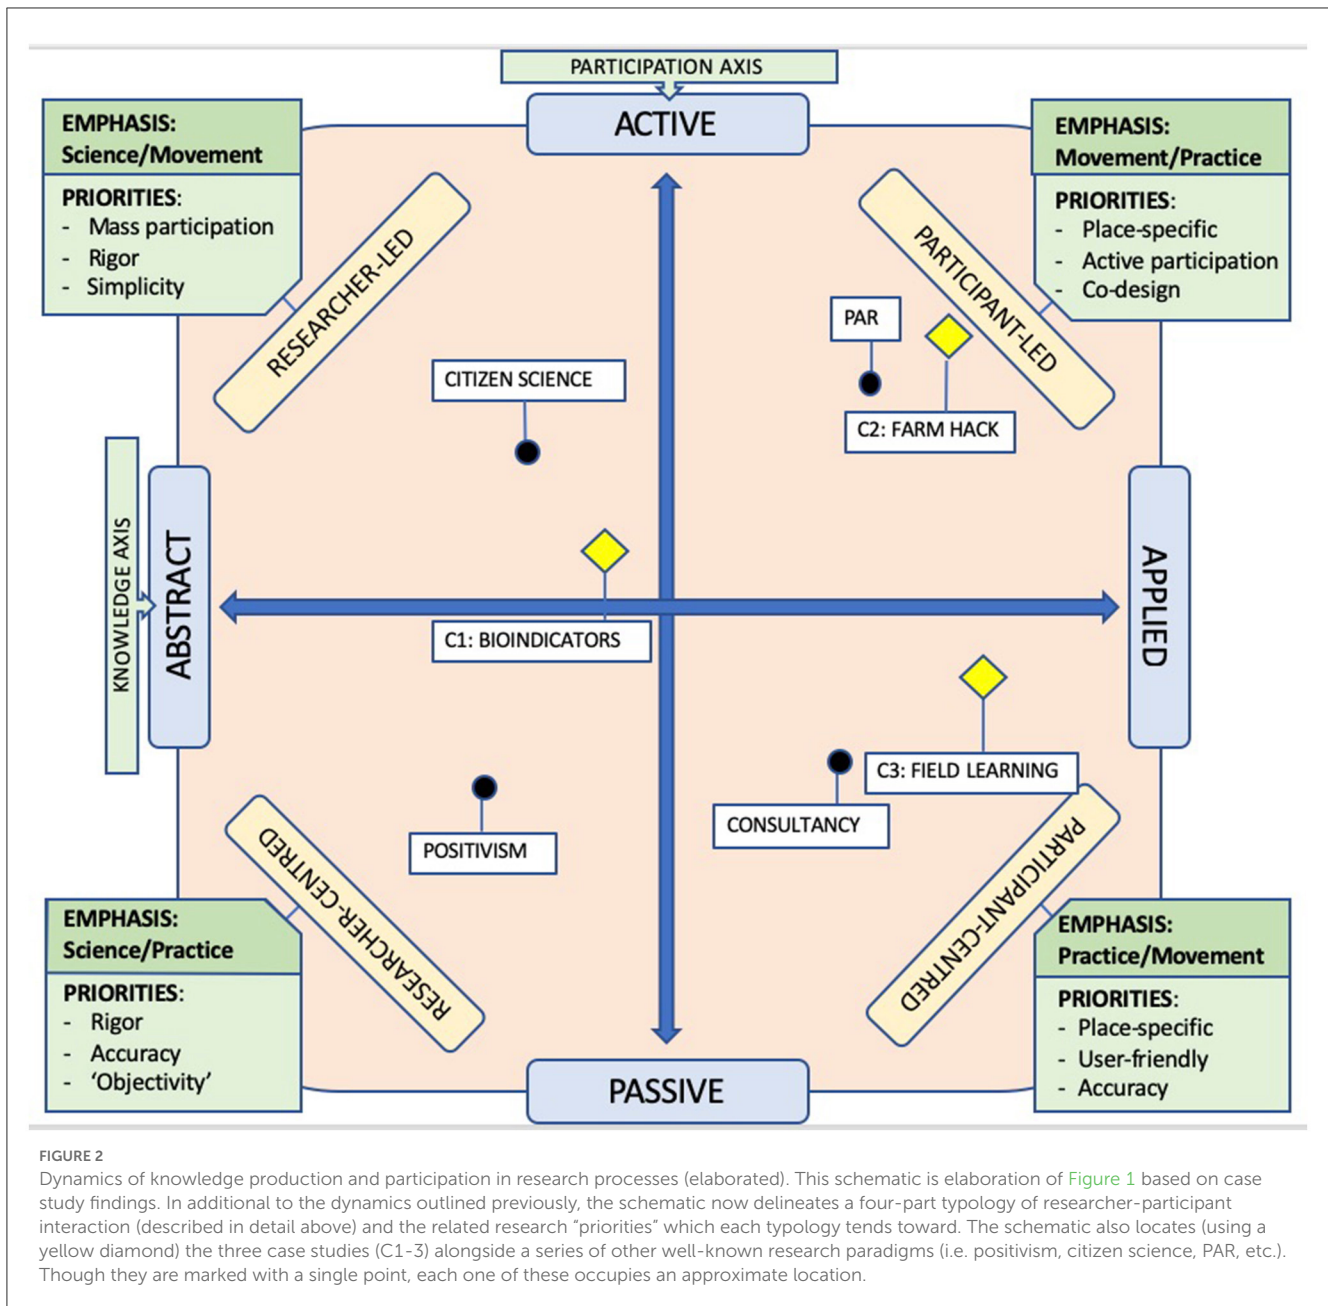 PARTICIPATION AXIS
ACTIVE
EMPHASIS:
Science/Movement
PRIORITIES:
- Mass participation
- Rigor
- Simplicity
EMPHASIS:
Movement/Practice
PRIORITIES:
- Place-specific
- Active participation
- Co-design
RESEARCHER-LED
PARTICIPANT-LED
PAR
CITIZEN SCIENCE
C2: FARM HACK
KNOWLEDGE AXIS
ABSTRACT
APPLIED
C1: BIOINDICATORS
C3: FIELD LEARNING
CONSULTANCY
POSITIVISM
RESEARCHER-CENTRED
PARTICIPANT-CENTRED
EMPHASIS:
Science/Practice
PRIORITIES:
- Rigor
- Accuracy
- ‘Objectivity’
EMPHASIS:
Practice/Movement
PRIORITIES:
- Place-specific
- User-friendly
- Accuracy
PASSIVE
FIGURE 2
Dynamics of knowledge production and participation in research processes (elaborated). This schematic is elaboration of Figure 1 based on case
study findings. In additional to the dynamics outlined previously, the schematic now delineates a four-part typology of researcher-participant
interaction (described in detail above) and the related research “priorities” which each typology tends toward. The schematic also locates (using a
yellow diamond) the three case studies (C1-3) alongside a series of other well-known research paradigms (i.e. positivism, citizen science, PAR, etc.).
Though they are marked with a single point, each one of these occupies an approximate location.